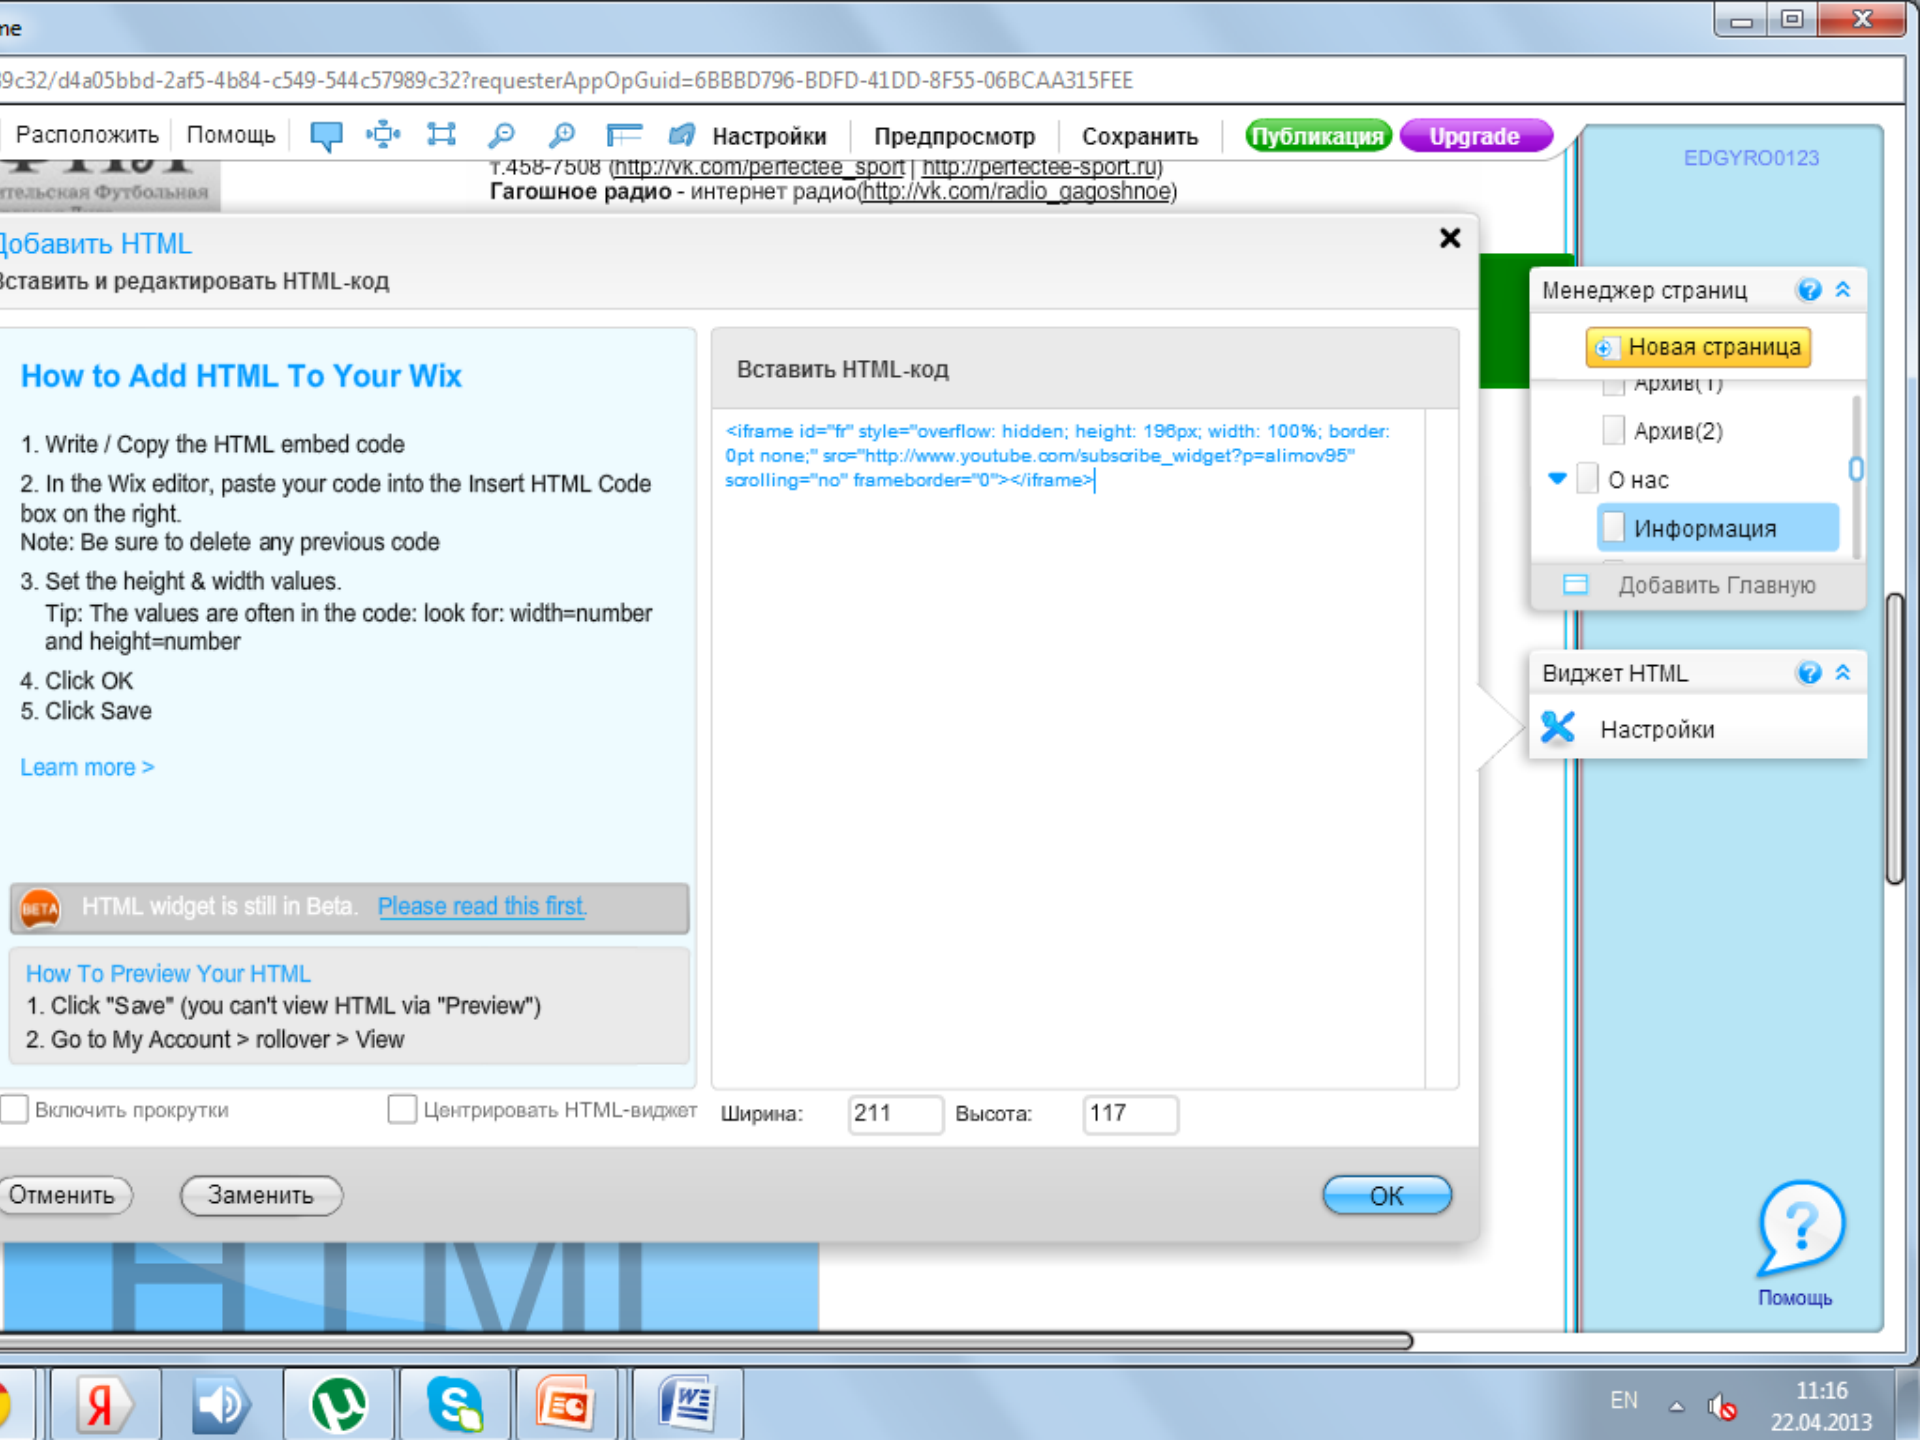 me
39c32/d4a05bbd-2af5-4b84-c549-544c57989c32?requesterAppOpGuid=6BBBD796-BDFD-41DD-8F55-06BCAA315FEE
Расположить Помощь Настройки Предпросмотр Сохранить Публикация Upgrade
EDGYRO0123
т.458-7508 (http://vk.com/perfectee_sport | http://perfectee-sport.ru)
Гагошное радио - интернет радио(http://vk.com/radio_gagoshnoe)
ительская Футбольная
Добавить HTML
Вставить и редактировать HTML-код
How to Add HTML To Your Wix
1. Write / Copy the HTML embed code
2. In the Wix editor, paste your code into the Insert HTML Code
box on the right.
Note: Be sure to delete any previous code
3. Set the height & width values.
Tip: The values are often in the code: look for: width=number
and height=number
4. Click OK
5. Click Save
Learn more >
BETA HTML widget is still in Beta. Please read this first.
How To Preview Your HTML
1. Click "Save" (you can't view HTML via "Preview")
2. Go to My Account > rollover > View
Включить прокрутки
Центрировать HTML-виджет
Вставить HTML-код
<iframe id="fr" style="overflow: hidden; height: 196px; width: 100%; border:
0pt none;" src="http://www.youtube.com/subscribe_widget?p=alimov95"
scrolling="no" frameborder="0"></iframe>
Ширина: 211 Высота: 117
Отменить Заменить OK
HTML
Менеджер страниц
Новая страница
Архив(1)
Архив(2)
О нас
Информация
Добавить Главную
Виджет HTML
Настройки
Помощь
EN
11:16
22.04.2013